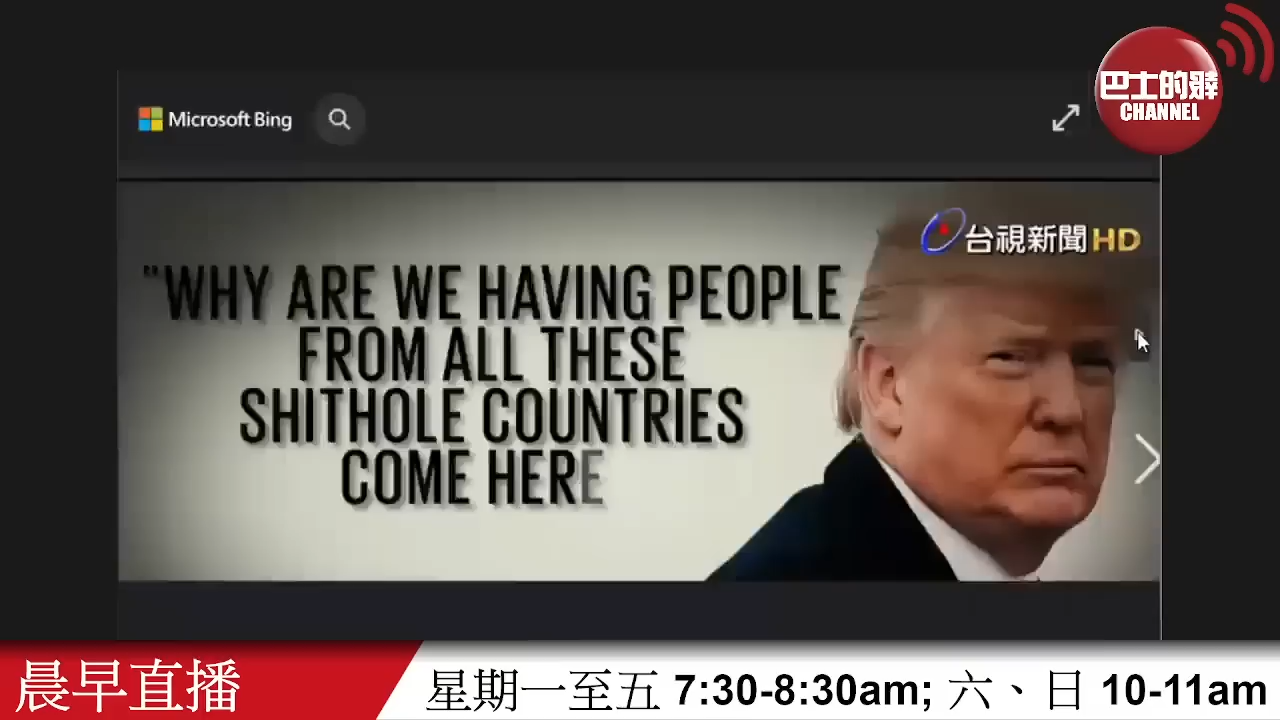 巴士的報
CHANNEL
Microsoft Bing
台視新聞HD
"WHY ARE WE HAVING PEOPLE
FROM ALL THESE
SHITHOLE COUNTRIES
COME HERE
晨早直播
星期一至五 7:30-8:30am; 六、日 10-11am